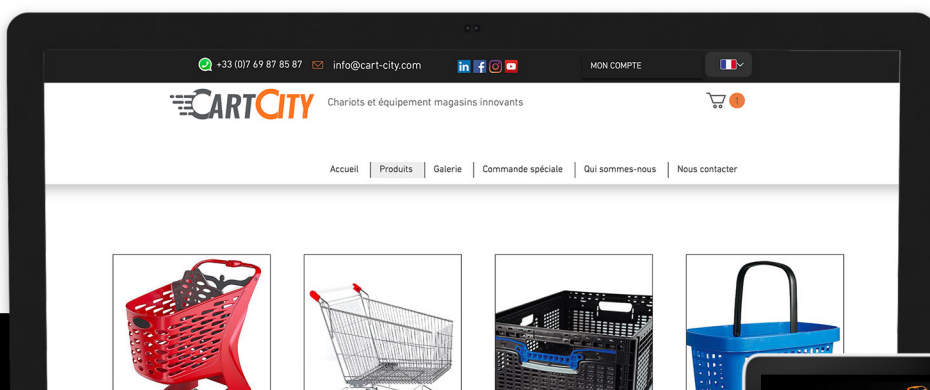 +33 (0)7 69 87 85 87 info@cart-city.com MON COMPTE
CARTCITY Chariots et équipement magasins innovants 1
Accueil Produits Galerie Commande spéciale Qui sommes-nous Nous contacter